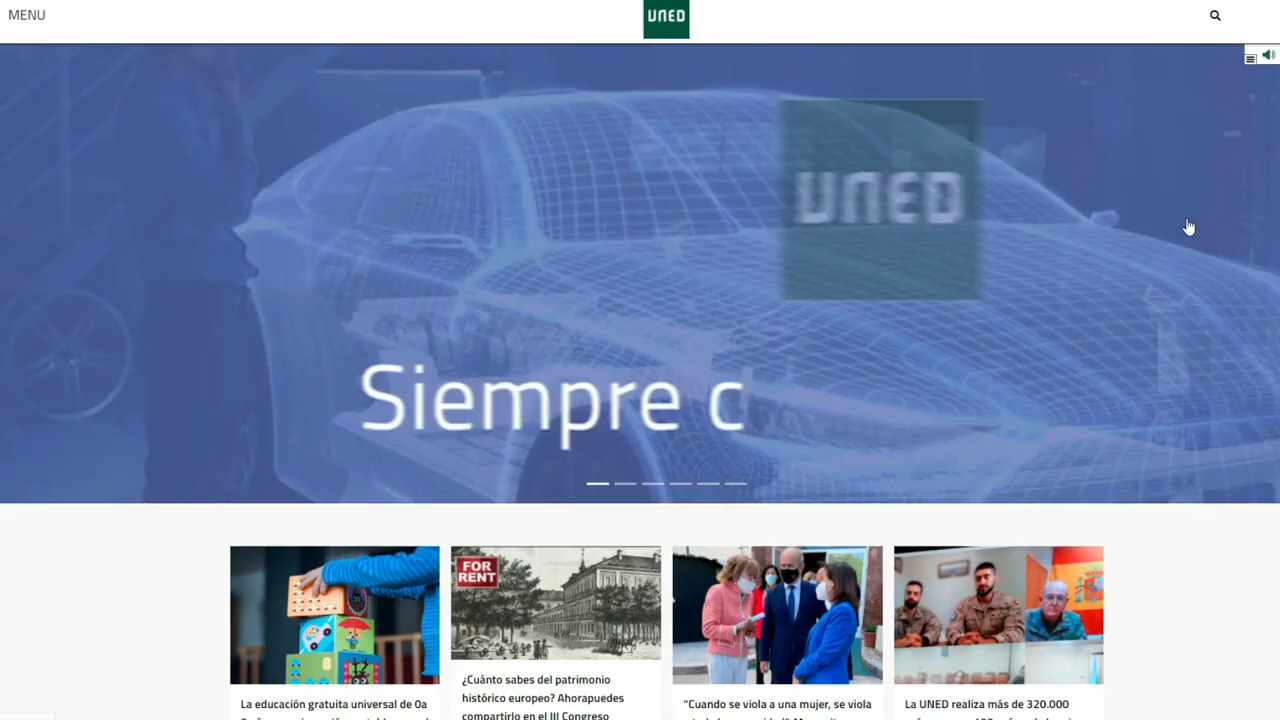 MENU
UNED
UNED
Siempre c
FOR
RENT
La educación gratuita universal de 0a
¿Cuánto sabes del patrimonio
histórico europeo? Ahorapuedes
compartirlo en el III Congreso
"Cuando se viola a una mujer, se viola
La UNED realiza más de 320.000